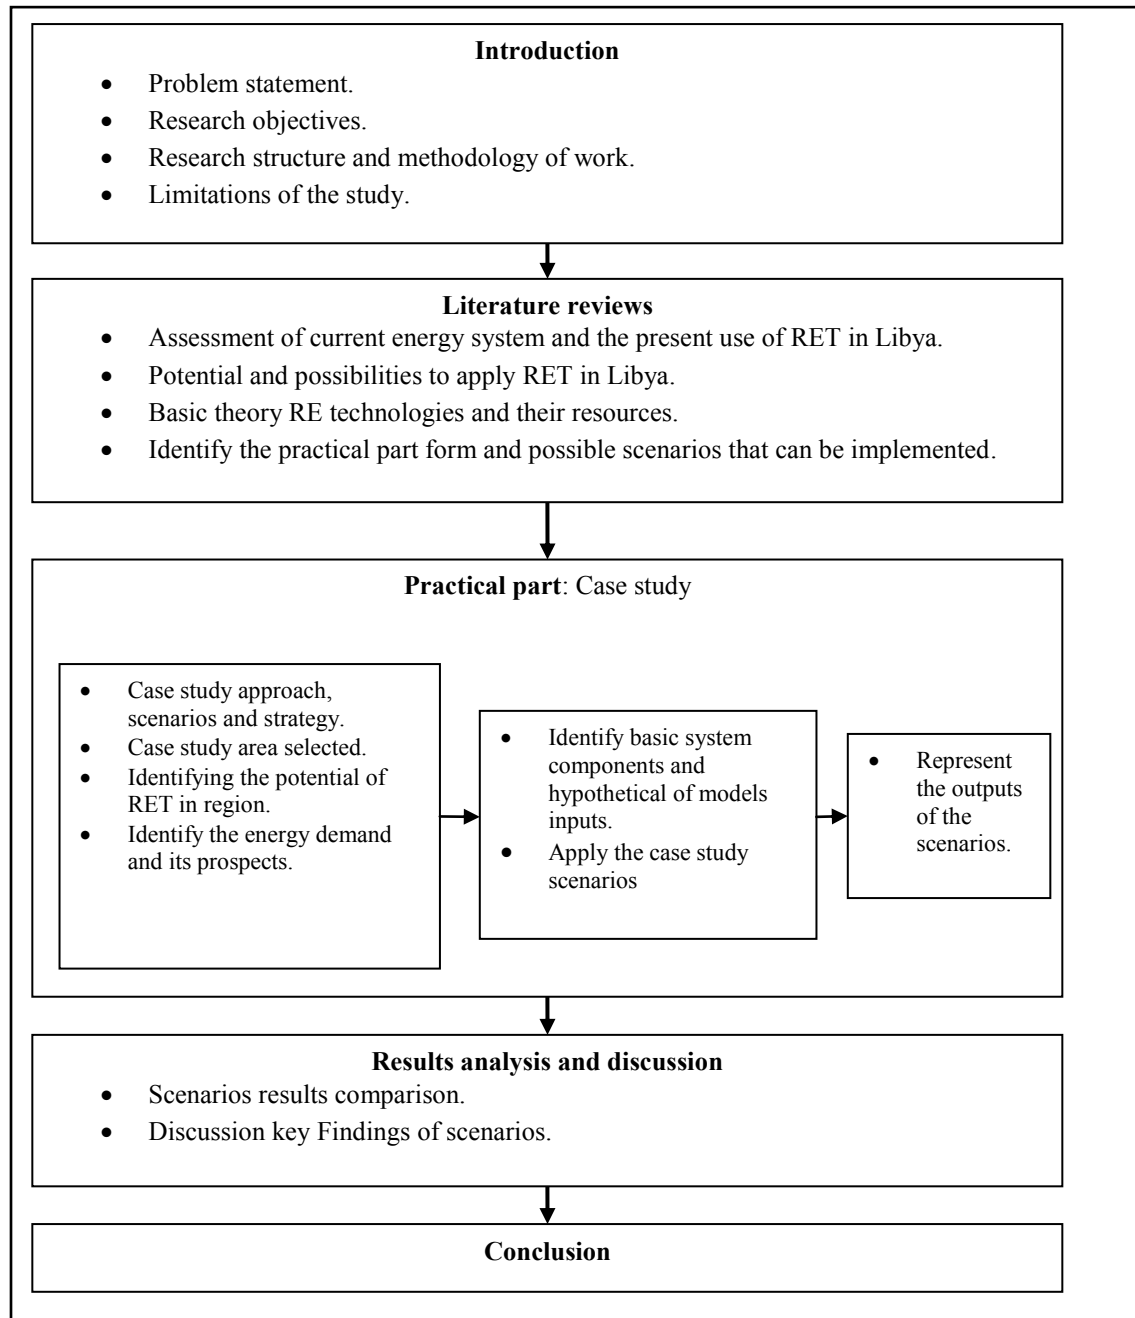 Introduction
• Problem statement.
• Research objectives.
• Research structure and methodology of work.
• Limitations of the study.
Literature reviews
• Assessment of current energy system and the present use of RET in Libya.
• Potential and possibilities to apply RET in Libya.
• Basic theory RE technologies and their resources.
• Identify the practical part form and possible scenarios that can be implemented.
Practical part: Case study
• Case study approach,
scenarios and strategy.
• Case study area selected.
• Identifying the potential of
RET in region.
• Identify the energy demand
and its prospects.
• Identify basic system
components and
hypothetical of models
inputs.
• Apply the case study
scenarios
• Represent
the outputs
of the
scenarios.
Results analysis and discussion
• Scenarios results comparison.
• Discussion key Findings of scenarios.
Conclusion